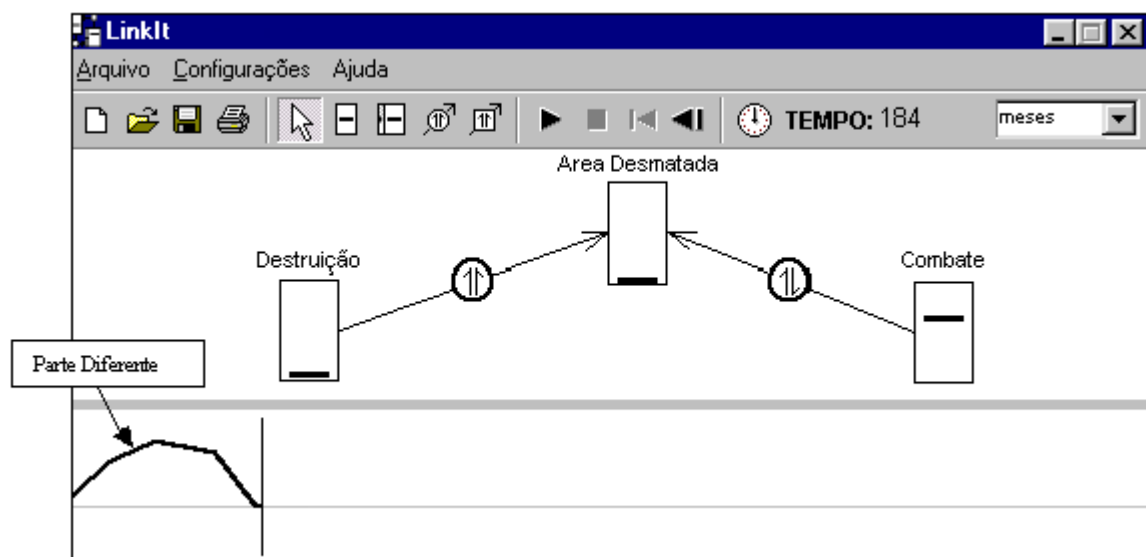 LinkIt
Arquivo Configurações Ajuda
TEMPO: 184 meses
Area Desmatada
Destruição
Combate
Parte Diferente